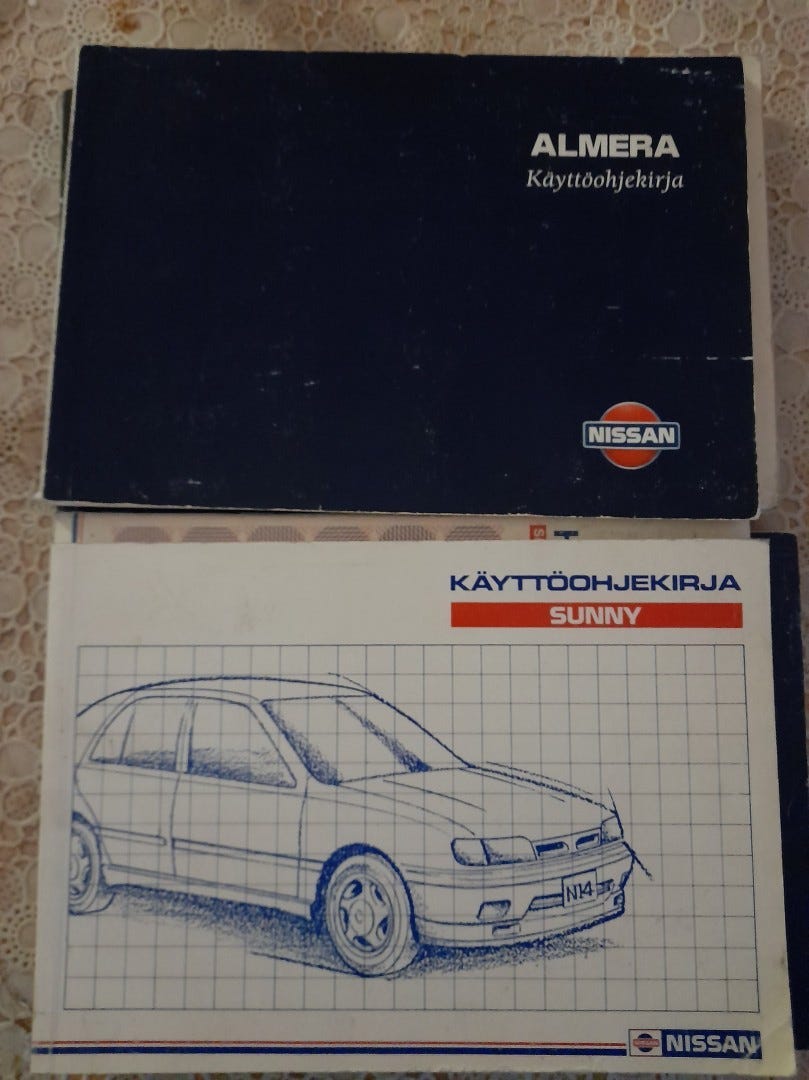 ALMERA
Käyttöohjekirja
NISSAN
KÄYTTÖOHJEKIRJA
SUNNY
N14
NISSAN